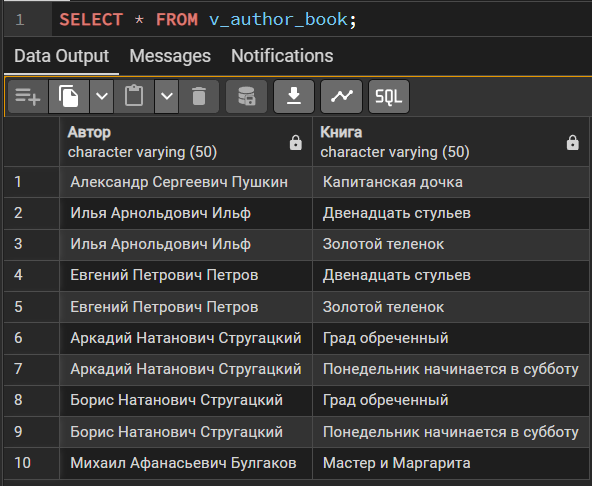 1 SELECT * FROM v_author_book;
Data Output Messages Notifications
SQL
Автор Книга
character varying (50) character varying (50)
1 Александр Сергеевич Пушкин Капитанская дочка
2 Илья Арнольдович Ильф Двенадцать стульев
3 Илья Арнольдович Ильф Золотой теленок
4 Евгений Петрович Петров Двенадцать стульев
5 Евгений Петрович Петров Золотой теленок
6 Аркадий Натанович Стругацкий Град обреченный
7 Аркадий Натанович Стругацкий Понедельник начинается в субботу
8 Борис Натанович Стругацкий Град обреченный
9 Борис Натанович Стругацкий Понедельник начинается в субботу
10 Михаил Афанасьевич Булгаков Мастер и Маргарита